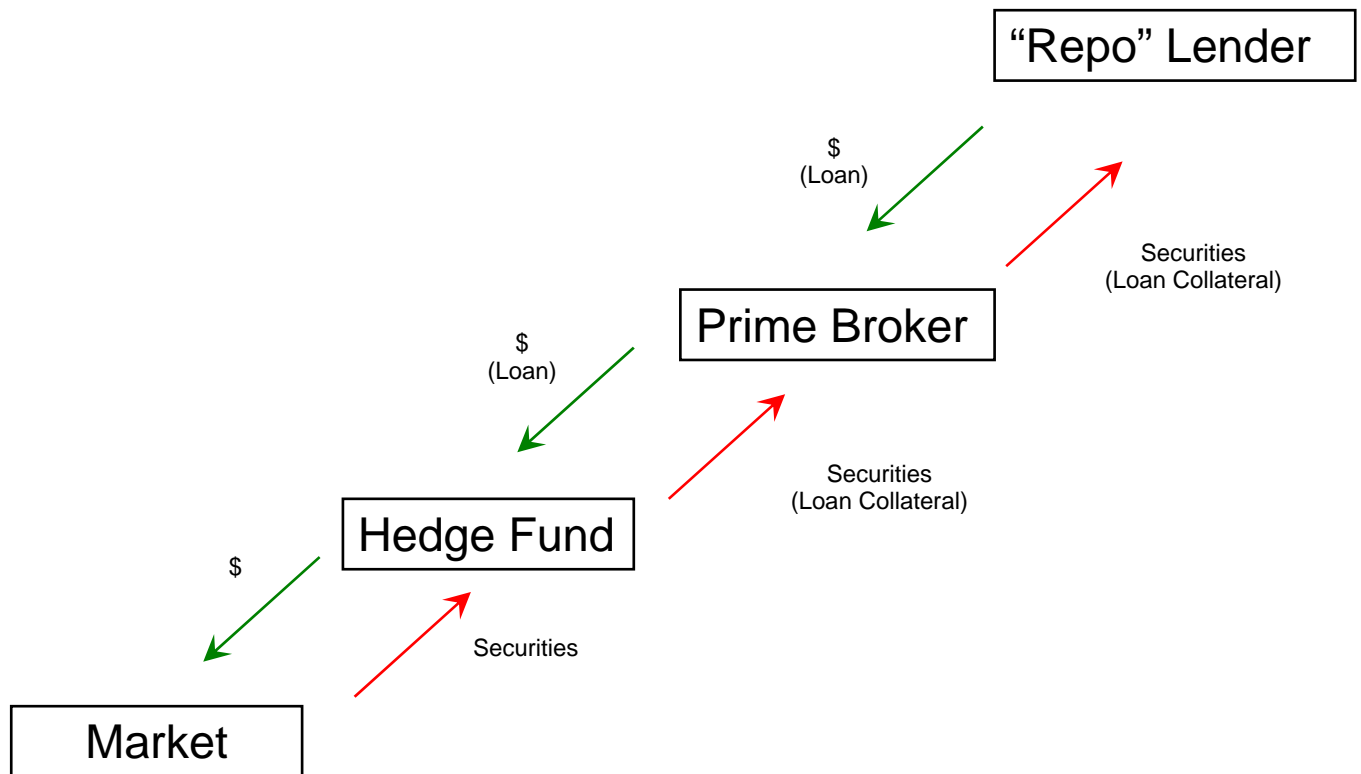 “Repo” Lender
$
(Loan)
Securities
(Loan Collateral)
Prime Broker
$
(Loan)
Securities
(Loan Collateral)
Hedge Fund
$
Securities
Market